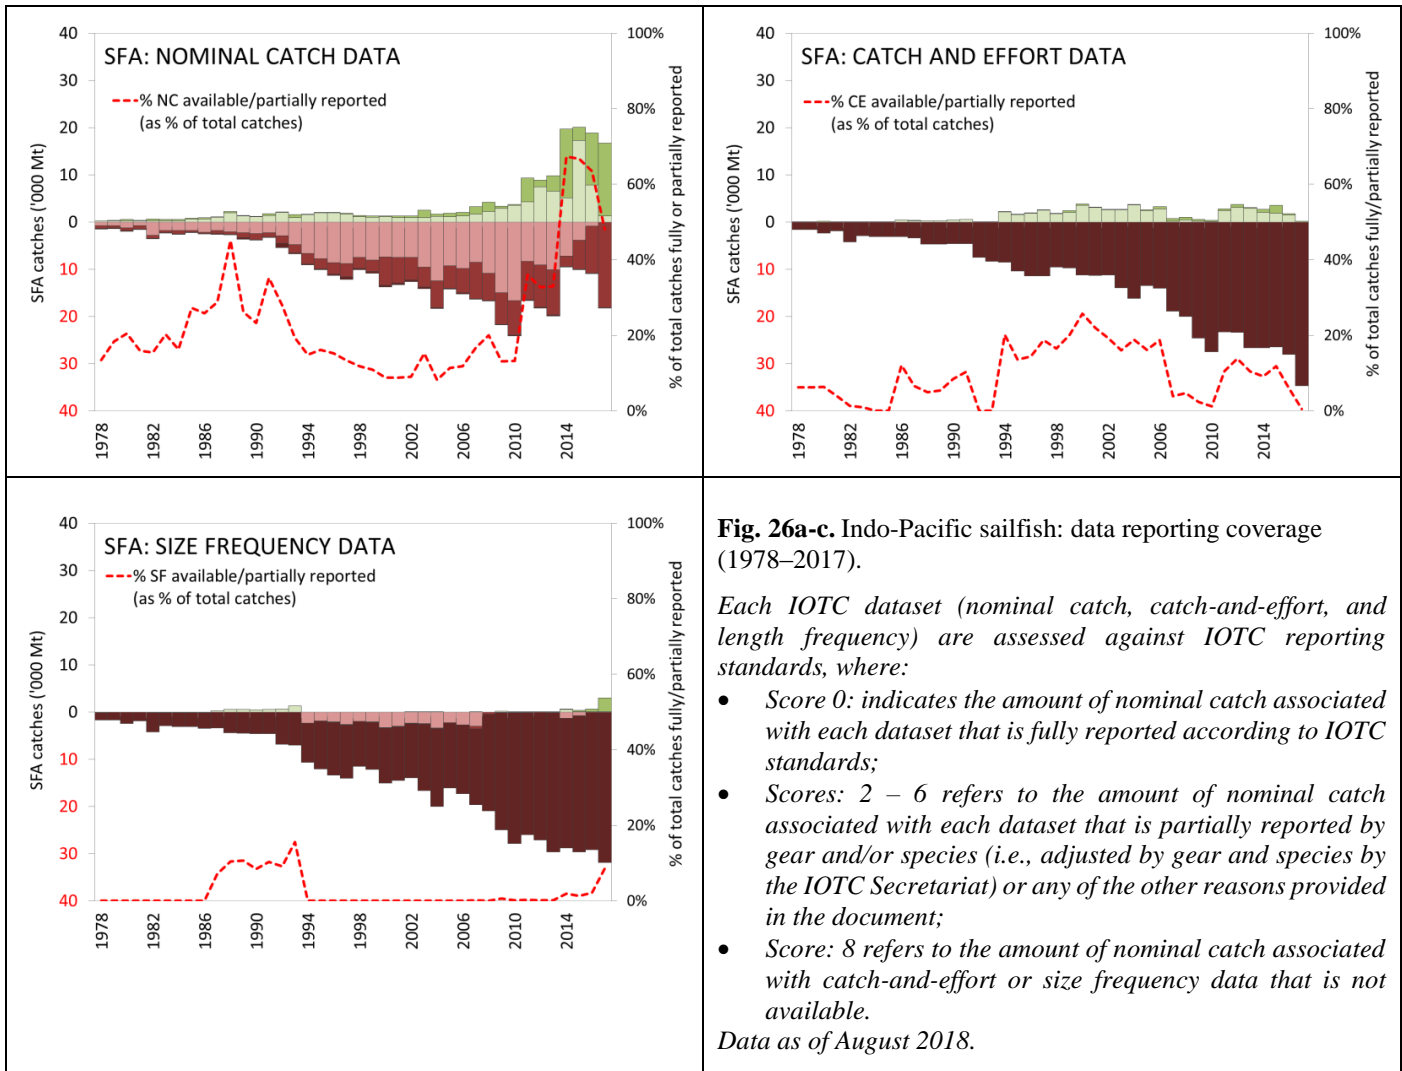 SFA: NOMINAL CATCH DATA
% NC available/partially reported
(as % of total catches)
SFA catches ('000 Mt)
40
30
20
10
0
10
20
30
40
100%
80%
60%
40%
20%
0%
% of total catches fully or partially reported
1978
1982
1986
1990
1994
1998
2002
2006
2010
2014
SFA: CATCH AND EFFORT DATA
% CE available/partially reported
(as % of total catches)
SFA catches ('000 Mt)
40
30
20
10
0
10
20
30
40
100%
80%
60%
40%
20%
0%
% of total catches fully/partially reported
1978
1982
1986
1990
1994
1998
2002
2006
2010
2014
SFA: SIZE FREQUENCY DATA
% SF available/partially reported
(as % of total catches)
SFA catches ('000 Mt)
40
30
20
10
0
10
20
30
40
100%
80%
60%
40%
20%
0%
% of total catches fully/partially reported
1978
1982
1986
1990
1994
1998
2002
2006
2010
2014
Fig. 26a-c. Indo-Pacific sailfish: data reporting coverage
(1978–2017).
Each IOTC dataset (nominal catch, catch-and-effort, and
length frequency) are assessed against IOTC reporting
standards, where:
• Score 0: indicates the amount of nominal catch associated
with each dataset that is fully reported according to IOTC
standards;
• Scores: 2 – 6 refers to the amount of nominal catch
associated with each dataset that is partially reported by
gear and/or species (i.e., adjusted by gear and species by
the IOTC Secretariat) or any of the other reasons provided
in the document;
• Score: 8 refers to the amount of nominal catch associated
with catch-and-effort or size frequency data that is not
available.
Data as of August 2018.